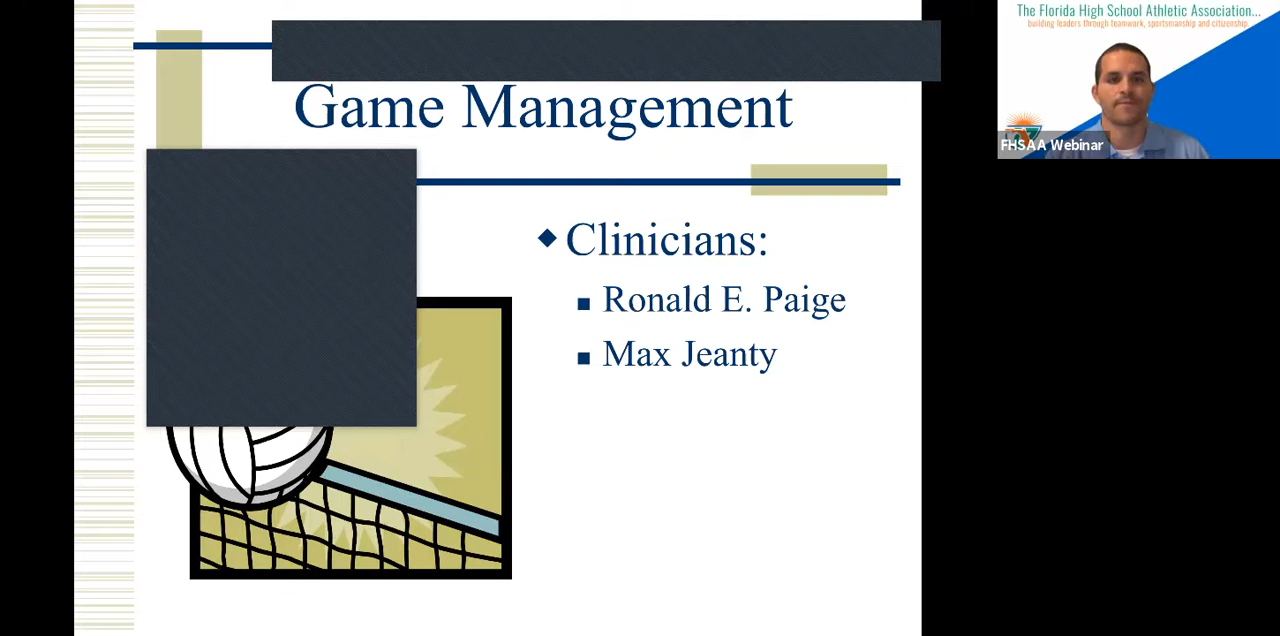 Game Management
Clinicians:
Ronald E. Paige
Max Jeanty
The Florida High School Athletic Association...
building leaders through teamwork, sportsmanship and citizenship.
FHSAA Webinar